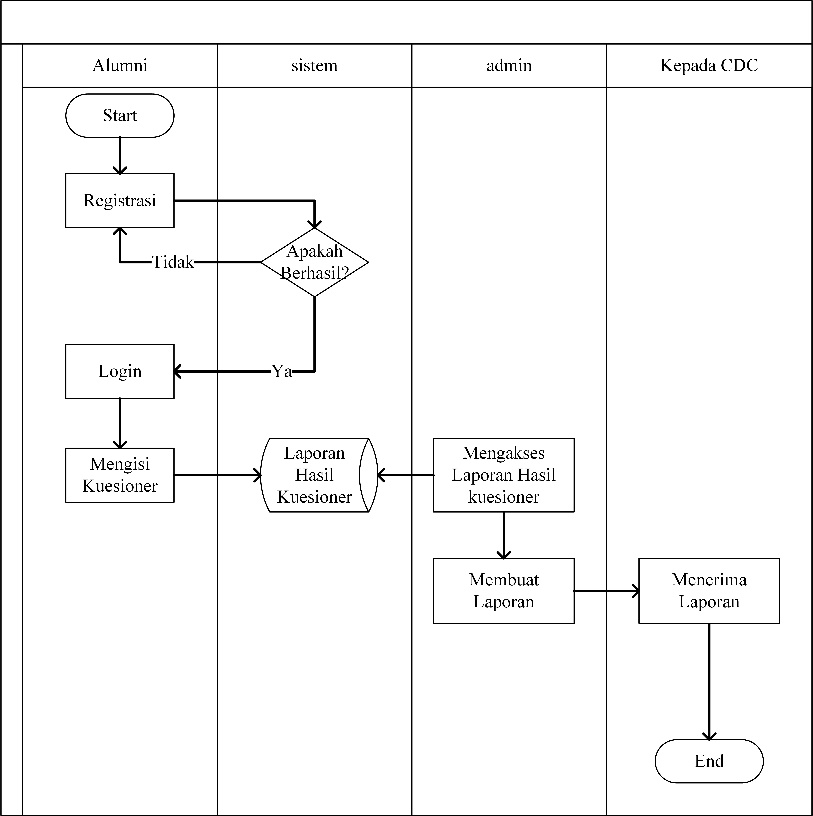 Alumni
sistem
admin
Kepada CDC
Start
Registrasi
Apakah
Berhasil?
Tidak
Login
Ya
Mengisi
Kuesioner
Laporan
Hasil
Kuesioner
Mengakses
Laporan Hasil
kuesioner
Membuat
Laporan
Menerima
Laporan
End